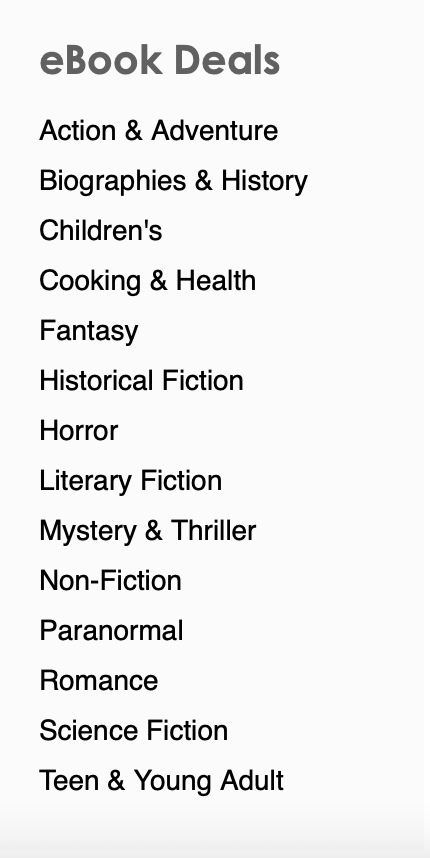 eBook Deals
Action & Adventure
Biographies & History
Children's
Cooking & Health
Fantasy
Historical Fiction
Horror
Literary Fiction
Mystery & Thriller
Non-Fiction
Paranormal
Romance
Science Fiction
Teen & Young Adult